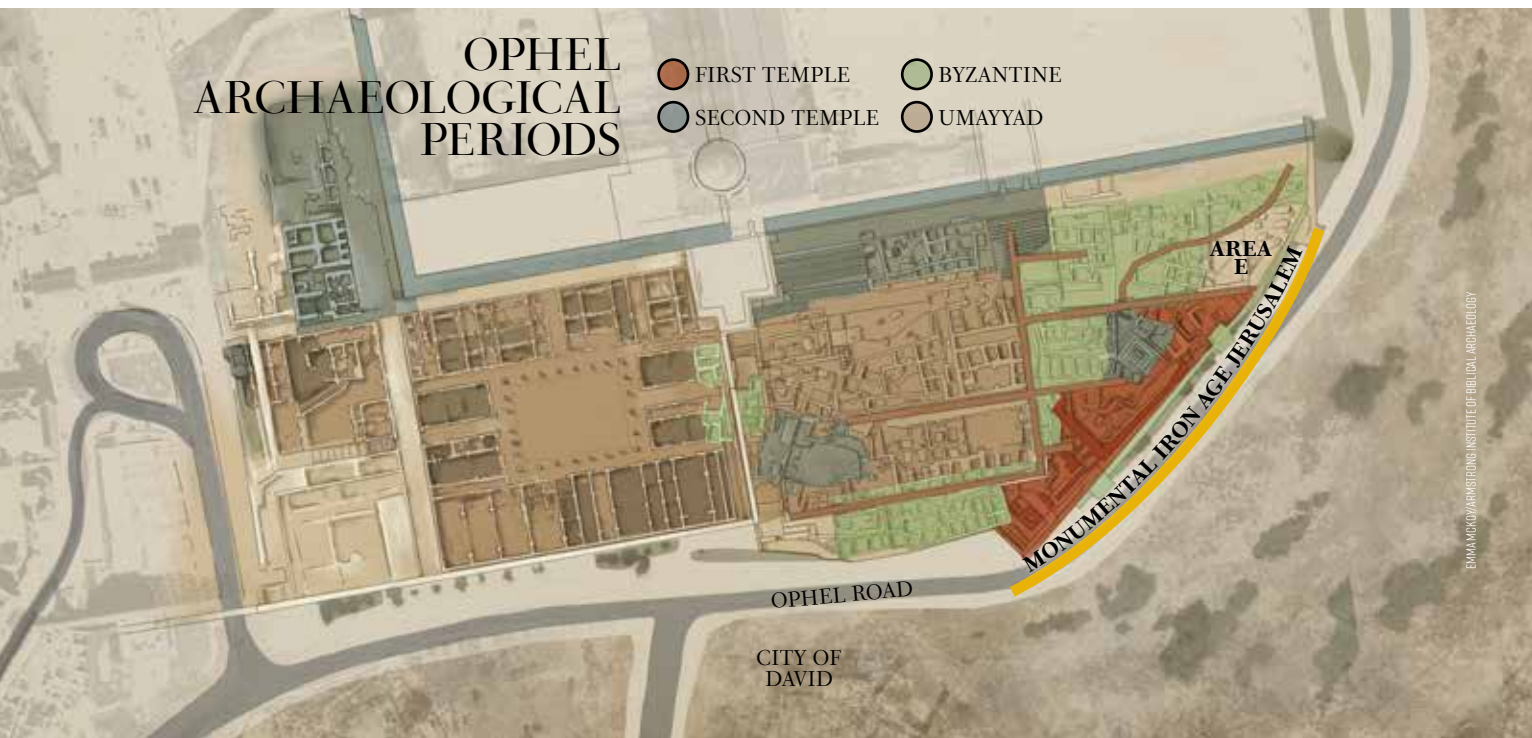 OPHEL
ARCHAEOLOGICAL
PERIODS
FIRST TEMPLE
SECOND TEMPLE
BYZANTINE
UMAYYAD
AREA
E
MONUMENTAL IRON AGE JERUSALEM
OPHEL ROAD
CITY OF
DAVID
EMMA MCKOY/ARMSTRONG INSTITUTE OF BIBLICAL ARCHAEOLOGY